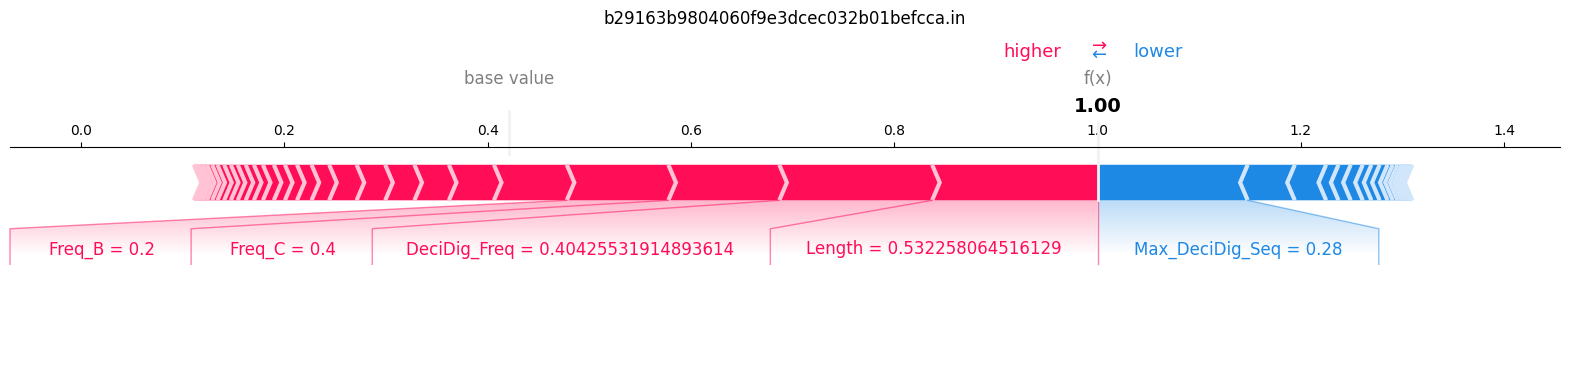 b29163b9804060f9e3dcec032b01befcca.in
higher → ← lower
base value f(x)
1.00
0.0 0.2 0.4 0.6 0.8 1.0 1.2 1.4
Freq_B = 0.2 Freq_C = 0.4 DeciDig_Freq = 0.40425531914893614 Length = 0.532258064516129 Max_DeciDig_Seq = 0.28